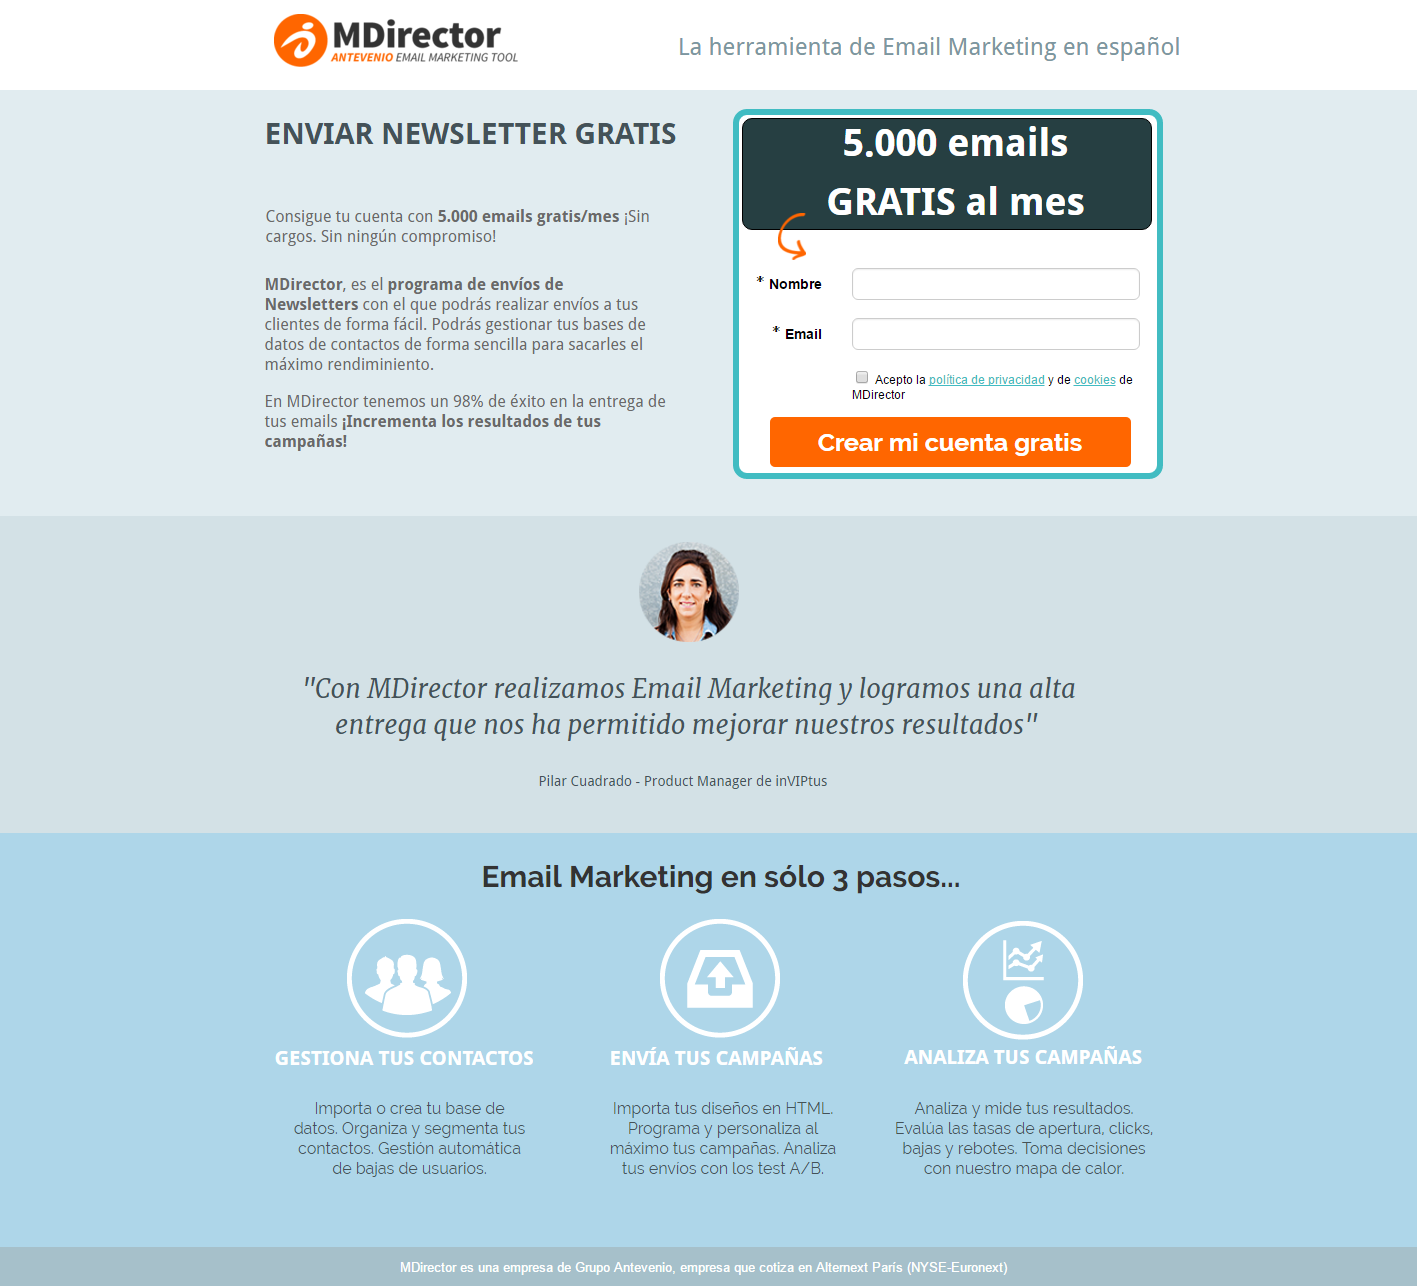 MDirector
ANTEVENIO EMAIL MARKETING TOOL
La herramienta de Email Marketing en español
ENVIAR NEWSLETTER GRATIS
Consigue tu cuenta con 5.000 emails gratis/mes ¡Sin
cargos. Sin ningún compromiso!
MDirector, es el programa de envíos de
Newsletters con el que podrás realizar envíos a tus
clientes de forma fácil. Podrás gestionar tus bases de
datos de contactos de forma sencilla para sacarles el
máximo rendiminiento.
En MDirector tenemos un 98% de éxito en la entrega de
tus emails ¡Incrementa los resultados de tus
campañas!
5.000 emails
GRATIS al mes
* Nombre
* Email
Acepto la política de privacidad y de cookies de
MDirector
Crear mi cuenta gratis
"Con MDirector realizamos Email Marketing y logramos una alta
entrega que nos ha permitido mejorar nuestros resultados"
Pilar Cuadrado - Product Manager de inVIPtus
Email Marketing en sólo 3 pasos...
GESTIONA TUS CONTACTOS
Importa o crea tu base de
datos. Organiza y segmenta tus
contactos. Gestión automática
de bajas de usuarios.
ENVÍA TUS CAMPAÑAS
Importa tus diseños en HTML.
Programa y personaliza al
máximo tus campañas. Analiza
tus envíos con los test A/B.
ANALIZA TUS CAMPAÑAS
Analiza y mide tus resultados.
Evalúa las tasas de apertura, clicks,
bajas y rebotes. Toma decisiones
con nuestro mapa de calor.
MDirector es una empresa de Grupo Antevenio, empresa que cotiza en Alternext París (NYSE-Euronext)